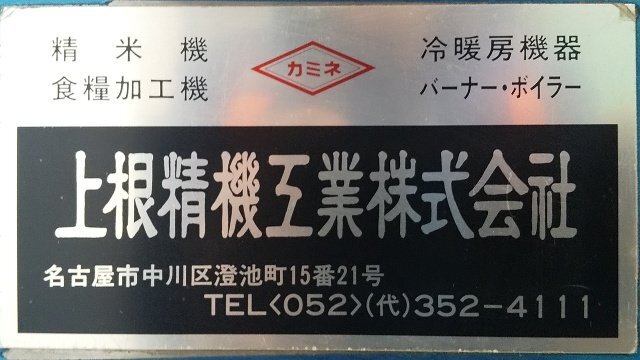 精米機
食糧加工機
カミネ
冷暖房機器
バーナー・ボイラー
上根精機工業株式会社
名古屋市中川区澄池町15番21号
TEL<052>(代)352-4111